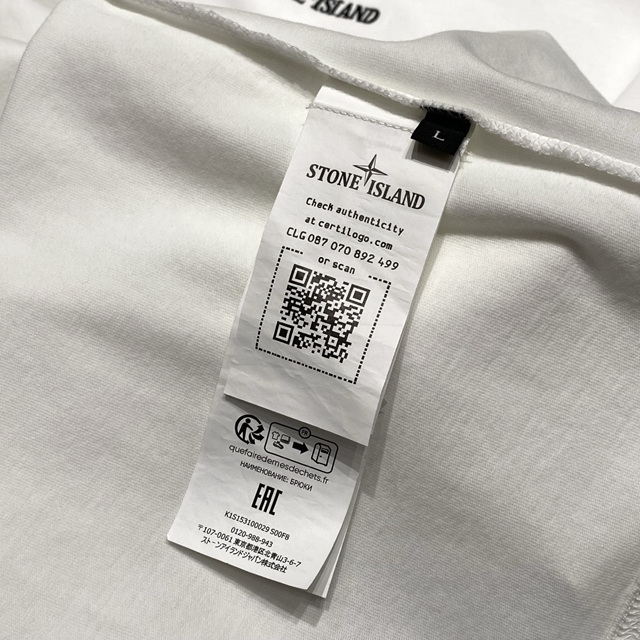 ISLAND
L
STONE ISLAND
Check authenticity
at certilogo.com
CLG 087 070 892 499
or scan
FR
quefairedemesdechets.fr
НАИМЕНОВАНИЕ: БРЮКИ
EAC
K1S153100029 S00F8
0120-988-943
〒107-0061 東京都港区北青山3-6-7
ストーンアイランドジャパン株式会社